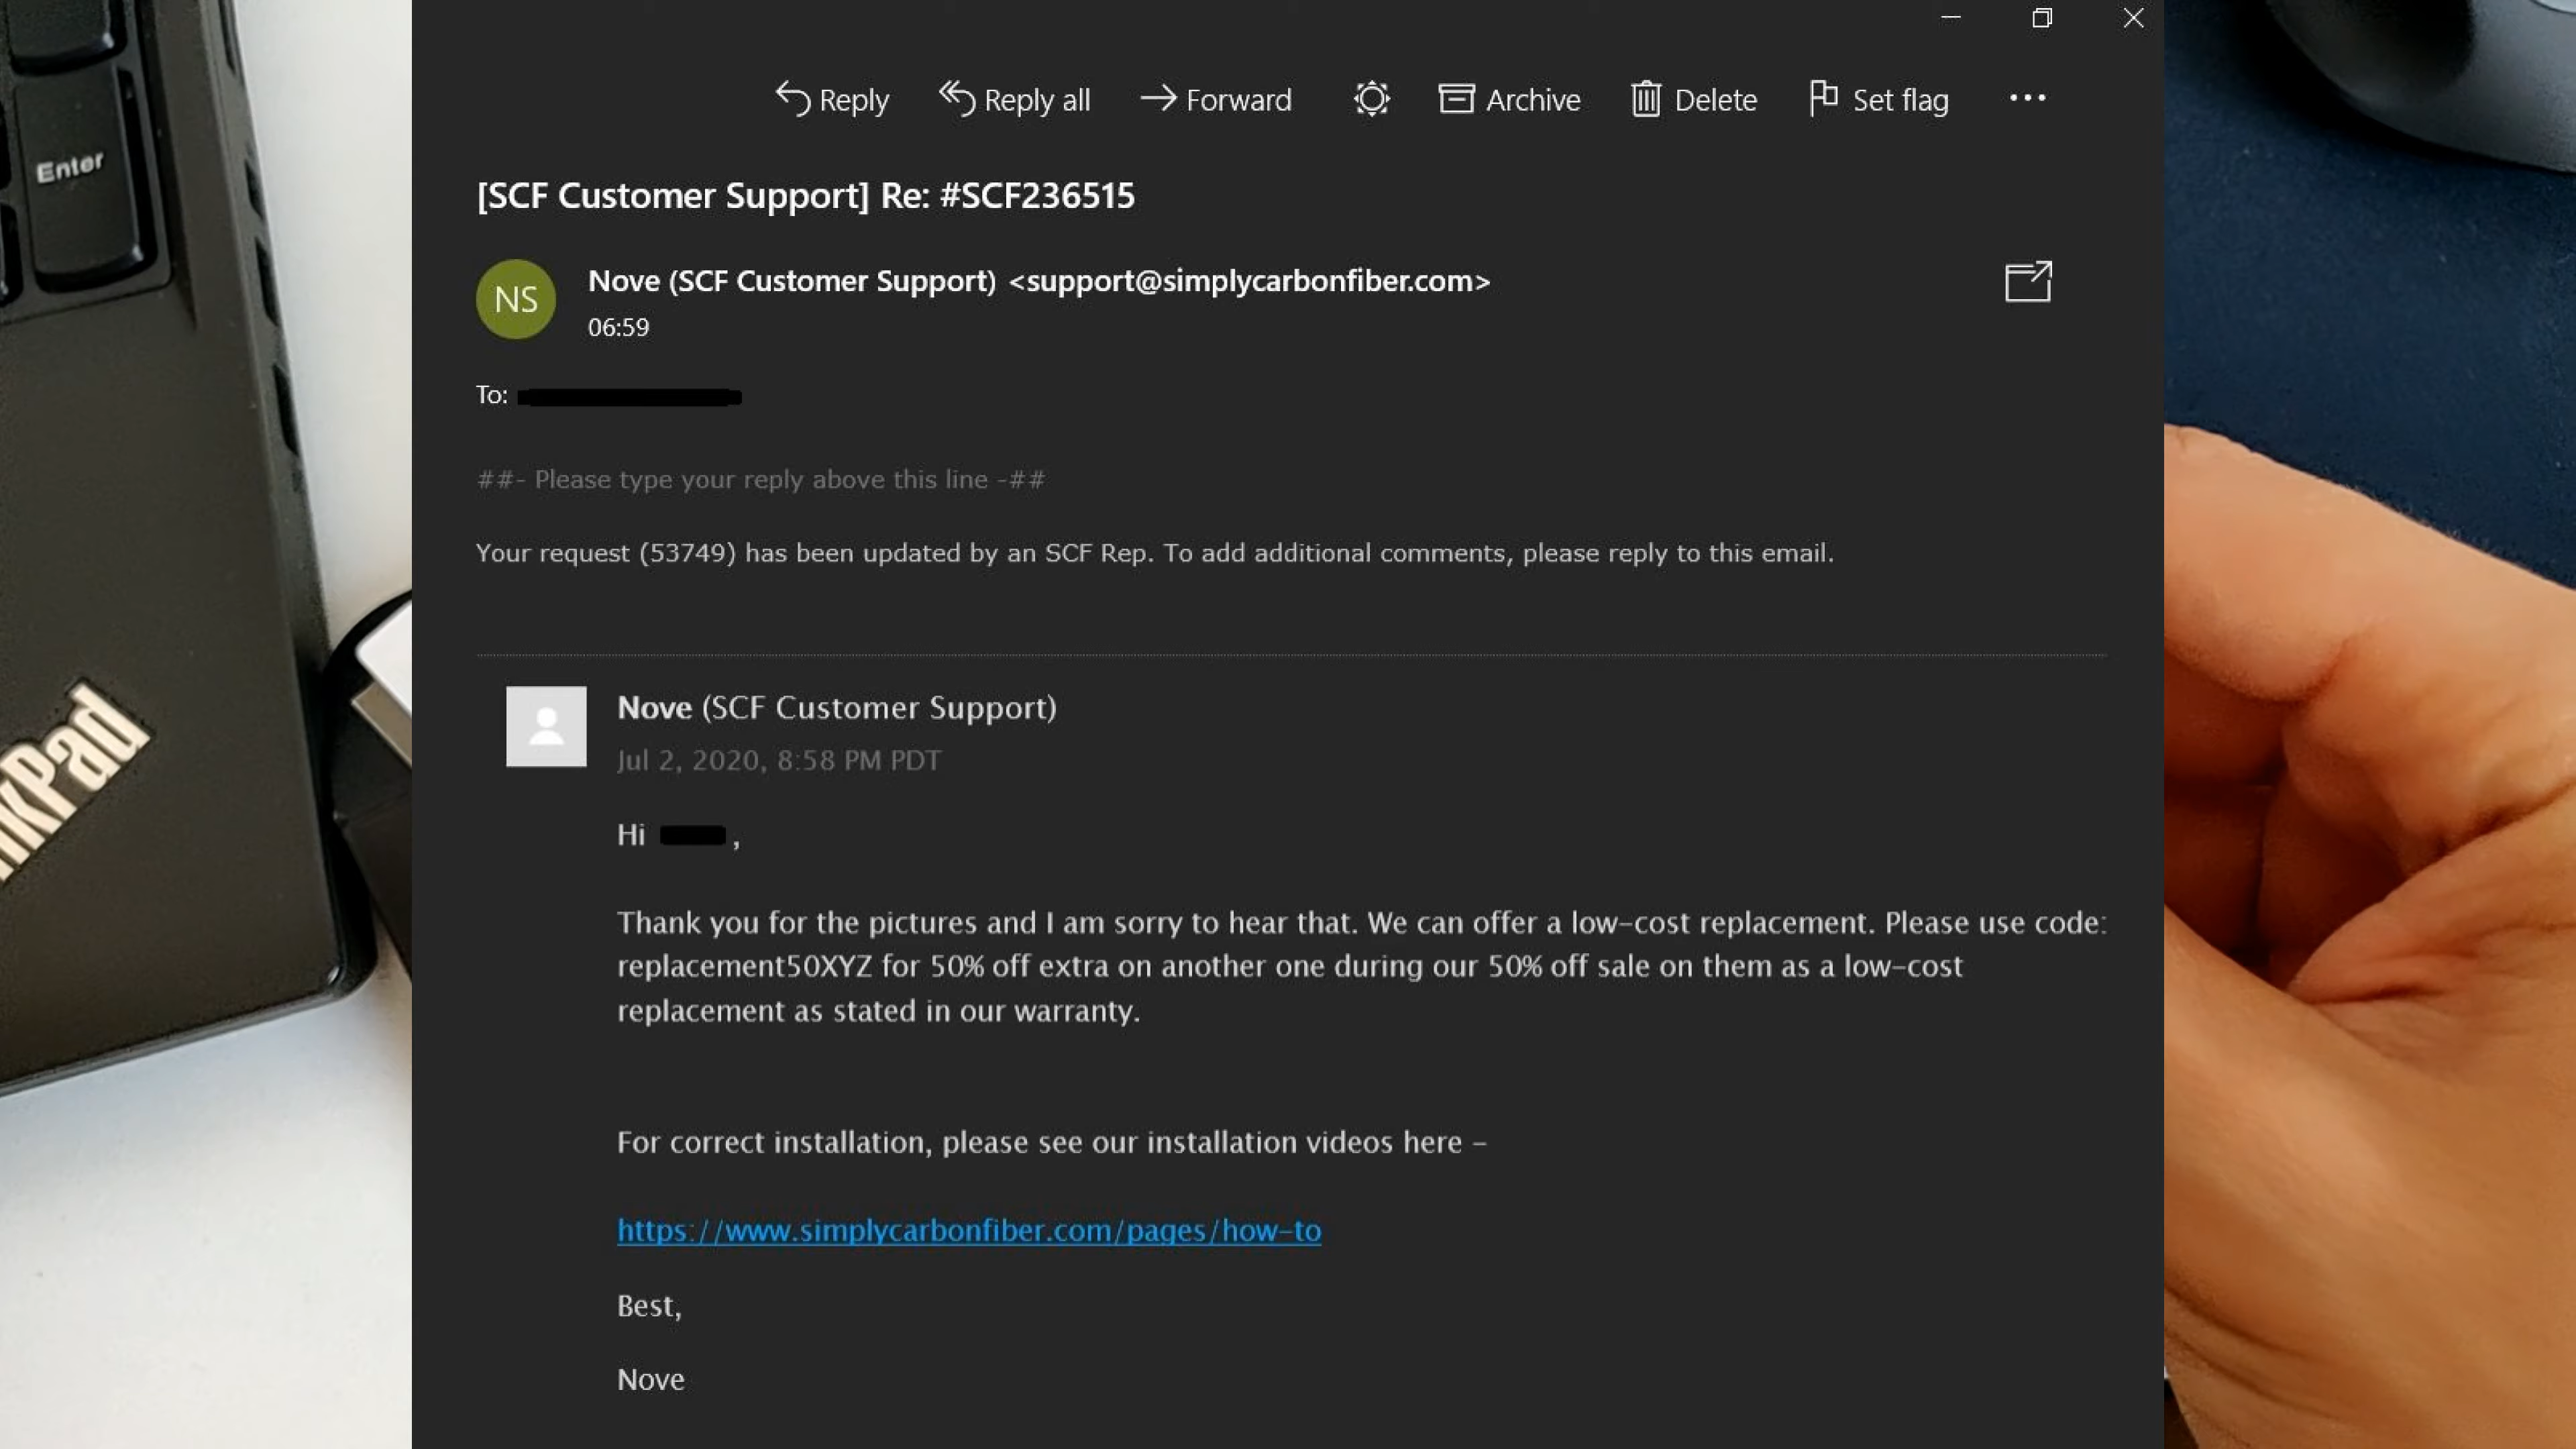 Enter
kPad
Reply
Reply all
Forward
Archive
Delete
Set flag
[SCF Customer Support] Re: #SCF236515
NS
Nove (SCF Customer Support) <support@simplycarbonfiber.com>
06:59
To:
##- Please type your reply above this line -##
Your request (53749) has been updated by an SCF Rep. To add additional comments, please reply to this email.
Nove (SCF Customer Support)
Jul 2, 2020, 8:58 PM PDT
Hi ,
Thank you for the pictures and I am sorry to hear that. We can offer a low-cost replacement. Please use code:
replacement50XYZ for 50% off extra on another one during our 50% off sale on them as a low-cost
replacement as stated in our warranty.
For correct installation, please see our installation videos here -
https://www.simplycarbonfiber.com/pages/how-to
Best,
Nove